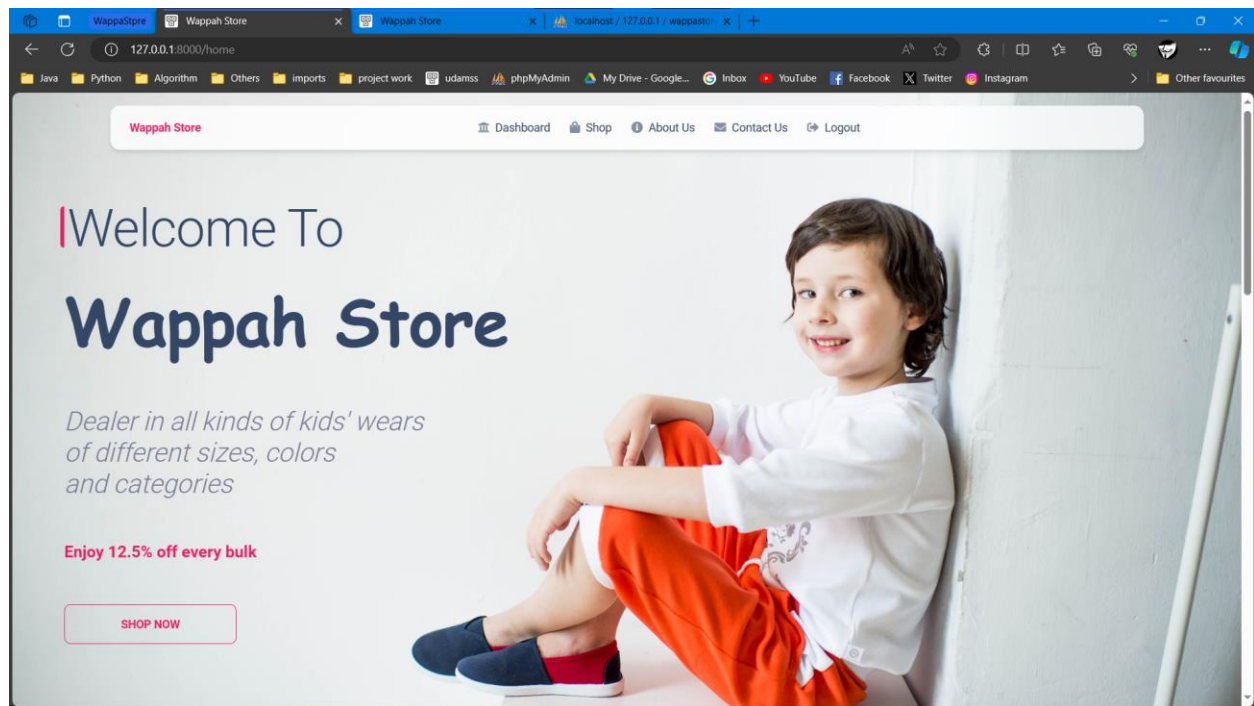 WappaStpre
Wappah Store
Wappah Store
localhost / 127.0.0.1 / wappasto
127.0.0.1:8000/home
Java
Python
Algorithm
Others
imports
project work
udamss
phpMyAdmin
My Drive - Google...
Inbox
YouTube
Facebook
Twitter
Instagram
Other favourites
Wappah Store
Dashboard
Shop
About Us
Contact Us
Logout
Welcome To
Wappah Store
Dealer in all kinds of kids' wears
of different sizes, colors
and categories
Enjoy 12.5% off every bulk
SHOP NOW